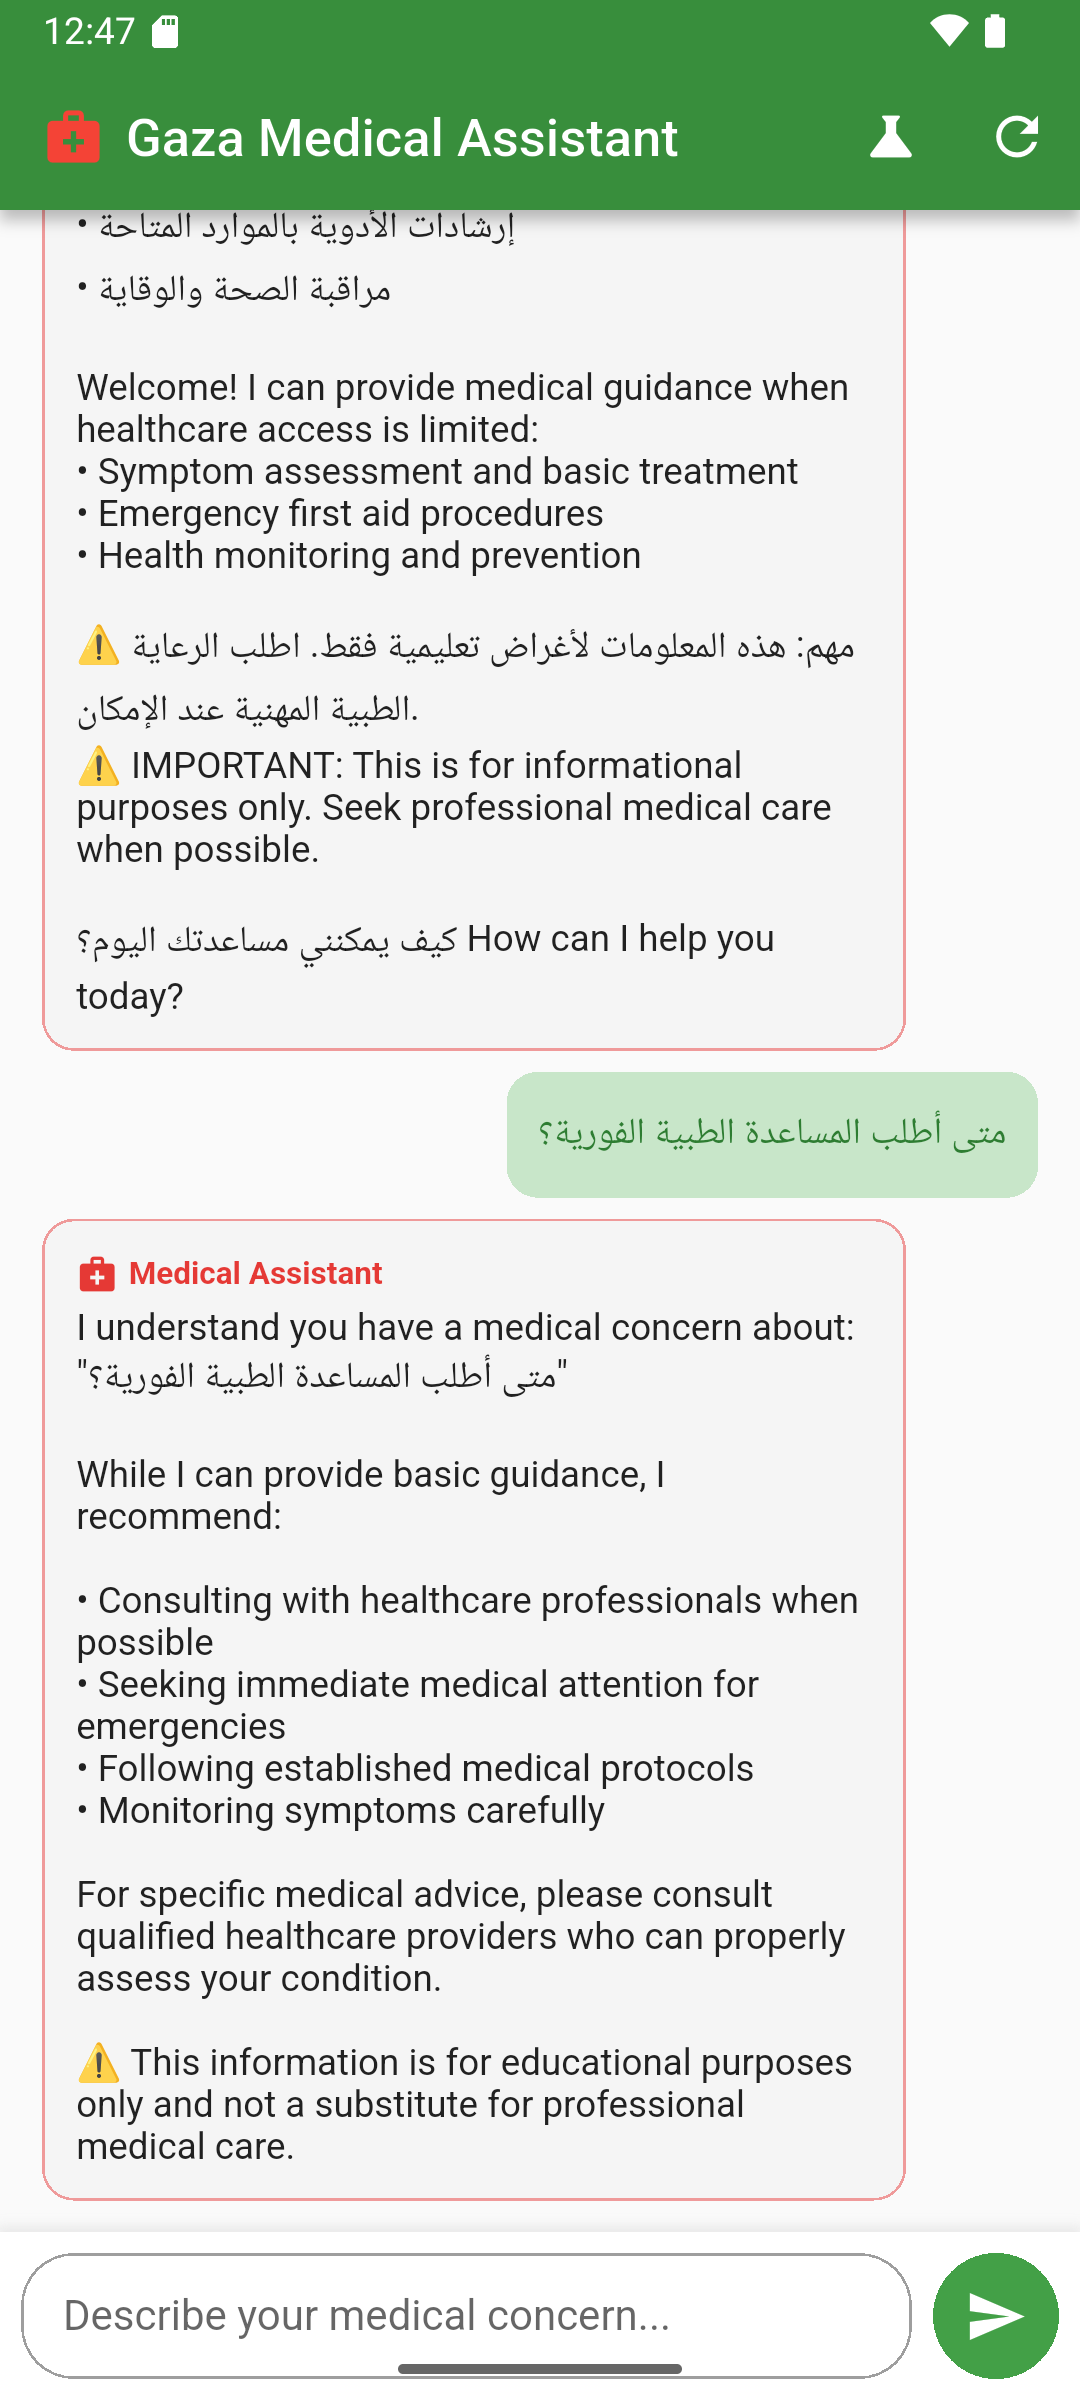 12:47
Gaza Medical Assistant
• إرشادات الأدوية بالموارد المتاحة
• مراقبة الصحة والوقاية
Welcome! I can provide medical guidance when
healthcare access is limited:
• Symptom assessment and basic treatment
• Emergency first aid procedures
• Health monitoring and prevention
⚠️ مهم: هذه المعلومات لأغراض تعليمية فقط. اطلب الرعاية
الطبية المهنية عند الإمكان.
⚠️ IMPORTANT: This is for informational
purposes only. Seek professional medical care
when possible.
كيف يمكنني مساعدتك اليوم؟ How can I help you
today?
متى أطلب المساعدة الطبية الفورية؟
Medical Assistant
I understand you have a medical concern about:
"متى أطلب المساعدة الطبية الفورية؟"
While I can provide basic guidance, I
recommend:
• Consulting with healthcare professionals when
possible
• Seeking immediate medical attention for
emergencies
• Following established medical protocols
• Monitoring symptoms carefully
For specific medical advice, please consult
qualified healthcare providers who can properly
assess your condition.
⚠️ This information is for educational purposes
only and not a substitute for professional
medical care.
Describe your medical concern...